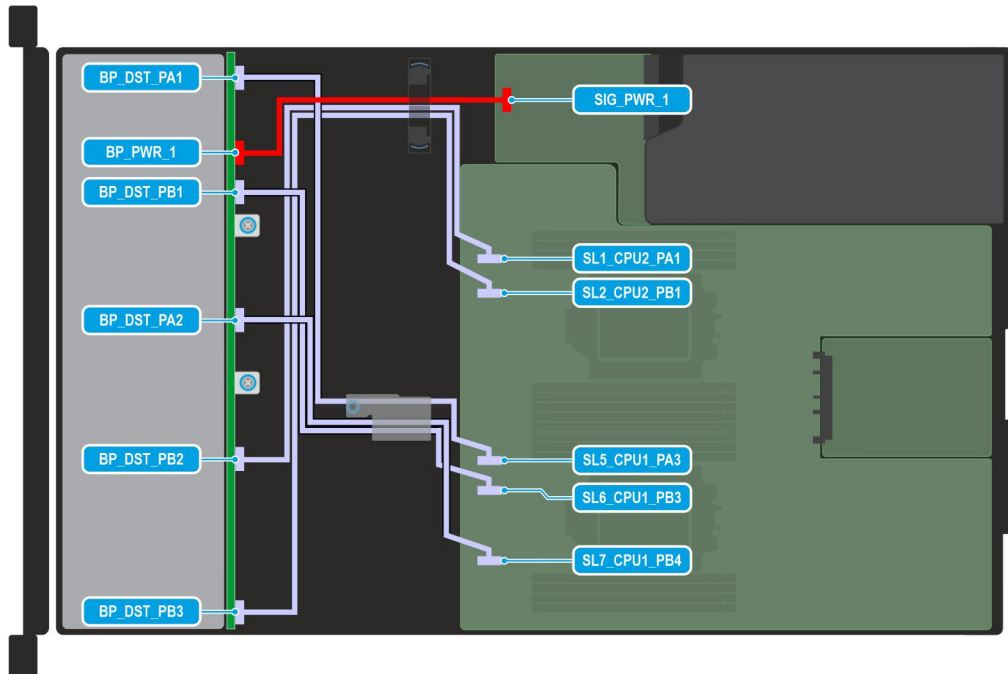 BP_DST_PA1
BP_PWR_1
BP_DST_PB1
BP_DST_PA2
BP_DST_PB2
BP_DST_PB3
SIG_PWR_1
SL1_CPU2_PA1
SL2_CPU2_PB1
SL5_CPU1_PA3
SL6_CPU1_PB3
SL7_CPU1_PB4